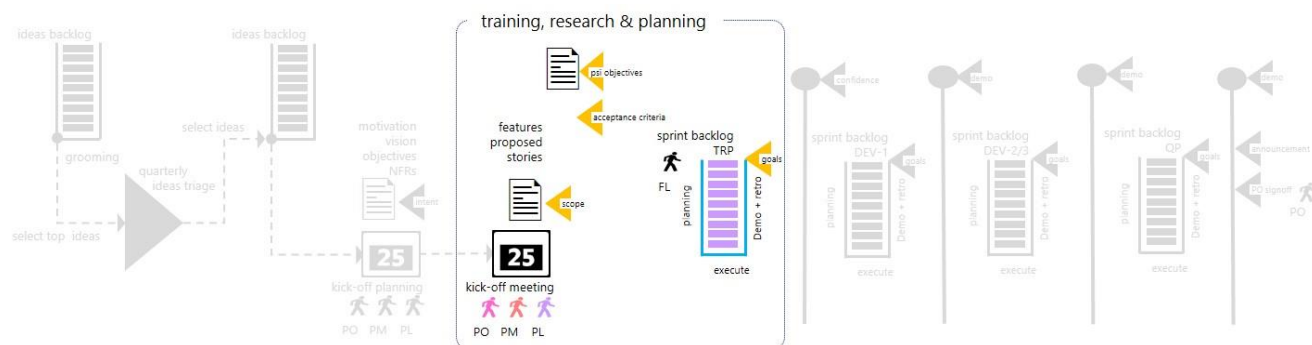 training, research & planning
ideas backlog
ideas backlog
select ideas
grooming
quarterly
ideas triage
select top ideas
motivation
vision
objectives
NFRs
intent
25
kick-off planning
PO PM PL
psi objectives
acceptance criteria
features
proposed
stories
scope
25
kick-off meeting
PO PM PL
sprint backlog
TRP
goals
FL
planning
Demo + retro
execute
confidence
sprint backlog
DEV-1
goals
planning
Demo + retro
execute
demo
sprint backlog
DEV-2/3
goals
planning
Demo + retro
execute
demo
sprint backlog
QP
goals
planning
Demo + retro
execute
demo
announcement
PO signoff
PO